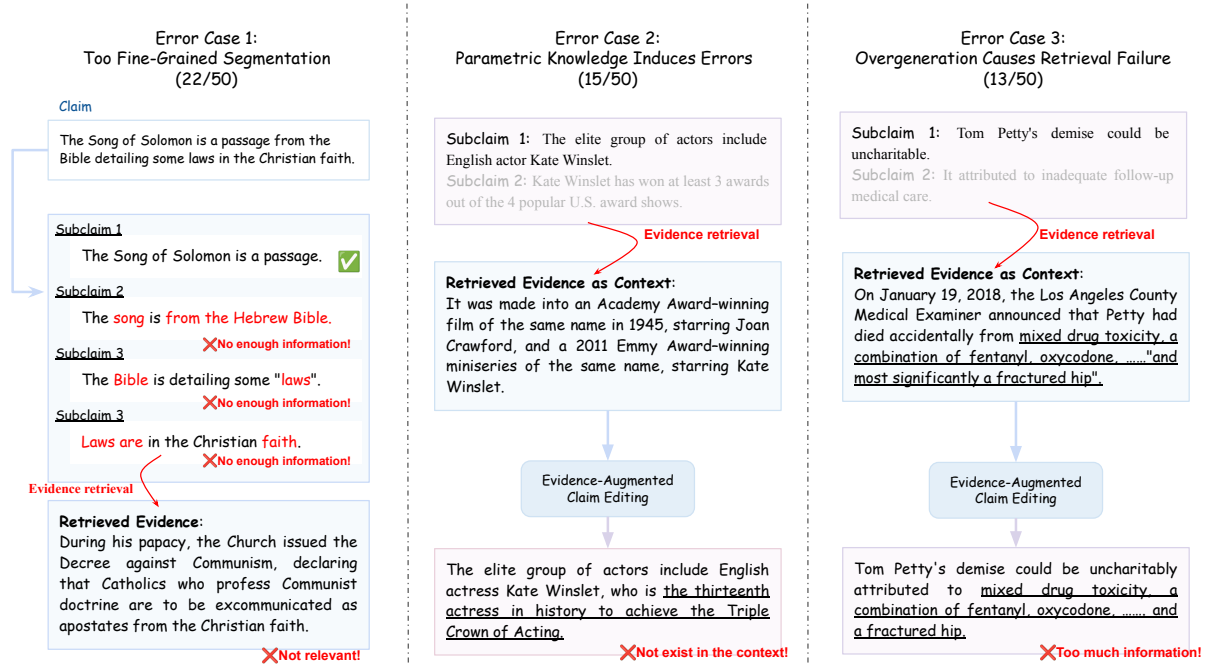 Error Case 1:
Too Fine-Grained Segmentation
(22/50)
Claim
The Song of Solomon is a passage from the
Bible detailing some laws in the Christian faith.
Subclaim 1
The Song of Solomon is a passage.
Subclaim 2
The song is from the Hebrew Bible.
No enough information!
Subclaim 3
The Bible is detailing some "laws".
No enough information!
Subclaim 3
Laws are in the Christian faith.
No enough information!
Evidence retrieval
Retrieved Evidence:
During his papacy, the Church issued the
Decree against Communism, declaring
that Catholics who profess Communist
doctrine are to be excommunicated as
apostates from the Christian faith.
Not relevant!
Error Case 2:
Parametric Knowledge Induces Errors
(15/50)
Subclaim 1: The elite group of actors include
English actor Kate Winslet.
Subclaim 2: Kate Winslet has won at least 3 awards
out of the 4 popular U.S. award shows.
Evidence retrieval
Retrieved Evidence as Context:
It was made into an Academy Award–winning
film of the same name in 1945, starring Joan
Crawford, and a 2011 Emmy Award–winning
miniseries of the same name, starring Kate
Winslet.
Evidence-Augmented
Claim Editing
The elite group of actors include English
actress Kate Winslet, who is the thirteenth
actress in history to achieve the Triple
Crown of Acting.
Not exist in the context!
Error Case 3:
Overgeneration Causes Retrieval Failure
(13/50)
Subclaim 1: Tom Petty's demise could be
uncharitable.
Subclaim 2: It attributed to inadequate follow-up
medical care.
Evidence retrieval
Retrieved Evidence as Context:
On January 19, 2018, the Los Angeles County
Medical Examiner announced that Petty had
died accidentally from mixed drug toxicity, a
combination of fentanyl, oxycodone, ......"and
most significantly a fractured hip".
Evidence-Augmented
Claim Editing
Tom Petty's demise could be uncharitably
attributed to mixed drug toxicity, a
combination of fentanyl, oxycodone, ....... and
a fractured hip.
Too much information!